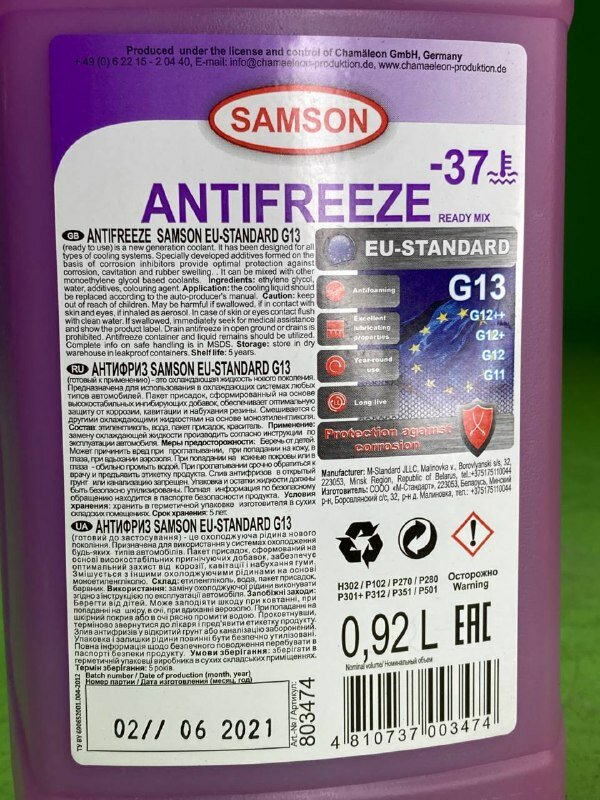 Produced under the license and control of Chamäleon GmbH, Germany
+49 (0) 6 22 15 - 2 04 40, E-mail: info@chamaeleon-produktion.de, www.chamaeleon-produktion.de
SAMSON
-37
ANTIFREEZE
READY MIX
GB ANTIFREEZE SAMSON EU-STANDARD G13
(ready to use) is a new generation coolant. It has been designed for all
types of cooling systems. Specially developed additives formed on the
basis of corrosion inhibitors provide optimal protection against
corrosion, cavitation and rubber swelling. . It can be mixed with other
monoethylene glycol based coolants. Ingredients: ethylene glycol,
water, additives, colouring agent. Application: the cooling liquid should
be replaced according to the auto-producer's manual. Caution: keep
out of reach of children. May be harmful if swallowed, if in contact with
skin and eyes, if inhaled as aerosol. In case of skin or eyes contact flush
with clean water. If swallowed, immediately seek for medical assistance
and show the product label. Drain antifreeze in open ground or drains is
prohibited. Antifreeze container and liquid remains should be utilized.
Complete info on safe handling is in MSDS. Storage: store in dry
warehouse in leakproof containers. Shelf life: 5 years.
EU-STANDARD
G13
G12++
G12+
G12
G11
Antifoaming
Excellent
lubricating
properties
Year-round
use
Long live
Protection against
corrosion
RU АНТИФРИЗ SAMSON EU-STANDARD G13
(готовый к применению) - это охлаждающая жидкость нового поколения.
Предназначена для использования в охлаждающих системах любых
типов автомобилей. Пакет присадок, сформированный на основе
высокостабильных ингибирующих добавок, обеспечивает оптимальную
защиту от коррозии, кавитации и набухания резины. Смешивается с
другими охлаждающими жидкостями на основе моноэтиленгликоля.
Состав: этиленгликоль, вода, пакет присадок, краситель. Применение:
замену охлаждающей жидкости производить согласно инструкции по
эксплуатации автомобиля. Меры предосторожности: Беречь от детей.
Может причинить вред при проглатывании, при попадании на кожу, в
глаза, при вдыхании аэрозоля. При попадании на кожные покровы или в
глаза - обильно промыть водой. При проглатывании срочно обратиться к
врачу и предъявить этикетку продукта. Слив антифризов в открытый
грунт или канализацию запрещен. Упаковка и остатки жидкости должны
быть безопасно утилизированы. Полная информация по безопасному
обращению находится в паспорте безопасности продукта. Условия
хранения: хранить в герметичной упаковке изготовителя в сухих
складских помещениях. Срок хранения: 5 лет.
Manufacturer: M-Standard JLLC, Malinovka v., Borovlyanski s/s, 32,
223053, Minsk Region, Republic of Belarus, tel.:+375175110044
Изготовитель: СООО «М-Стандарт», 223053, Беларусь, Минский
р-н, Боровлянский с/с, 32, р-н д. Малиновка, тел.: +375175110044
UA АНТИФРИЗ SAMSON EU-STANDARD G13
(готовий до застосування) - це охолоджуюча рідина нового
покоління. Призначена для використання в системах охолодження
будь-яких типів автомобілів. Пакет присадок, сформований на
основі високостабільних пригнічуючих добавок, забезпечує
оптимальний захист від корозії, кавітації і набухання гуми.
Змішується з іншими охолоджуючими рідинами на основі
моноетиленгліколю. Склад: етиленгліколь, вода, пакет присадок,
барвник. Використання: заміну охолоджуючої рідини виконувати
згідно з інструкцією по експлуатації автомобіля. Запобіжні заходи:
Берегти від дітей. Може заподіяти шкоду при ковтанні, при
попаданні на шкіру, в очі, при вдиханні аерозолю. При попаданні на
шкірний покрив або в очі рясно промити водою. Проковтнувши,
терміново звернутися до лікаря і пред'явити етикетку продукту.
Злив антифризів у відкритий грунт або каналізацію заборонений.
Упаковка і залишки рідини повинні бути безпечно утилізовані.
Повна інформація щодо безпечного поводження перебувати в
паспорті безпеки продукту. Умови зберігання: зберігати в
герметичній упаковці виробника в сухих складських приміщеннях.
Термін зберігання: 5 років.
H302 / P102 / P270 / P280
P301+ P312 / P351 / P501
Осторожно
Warning
0,92 L
EAC
Nominal volume/ Номинальный объем
Batch number / Date of production (month, year)
Номер партии / Дата изготовления (месяц, год)
02// 06 2021
ТУ BY 690652001.004-2012
Art.-№ / Артикул:
803474
4 810737 003474